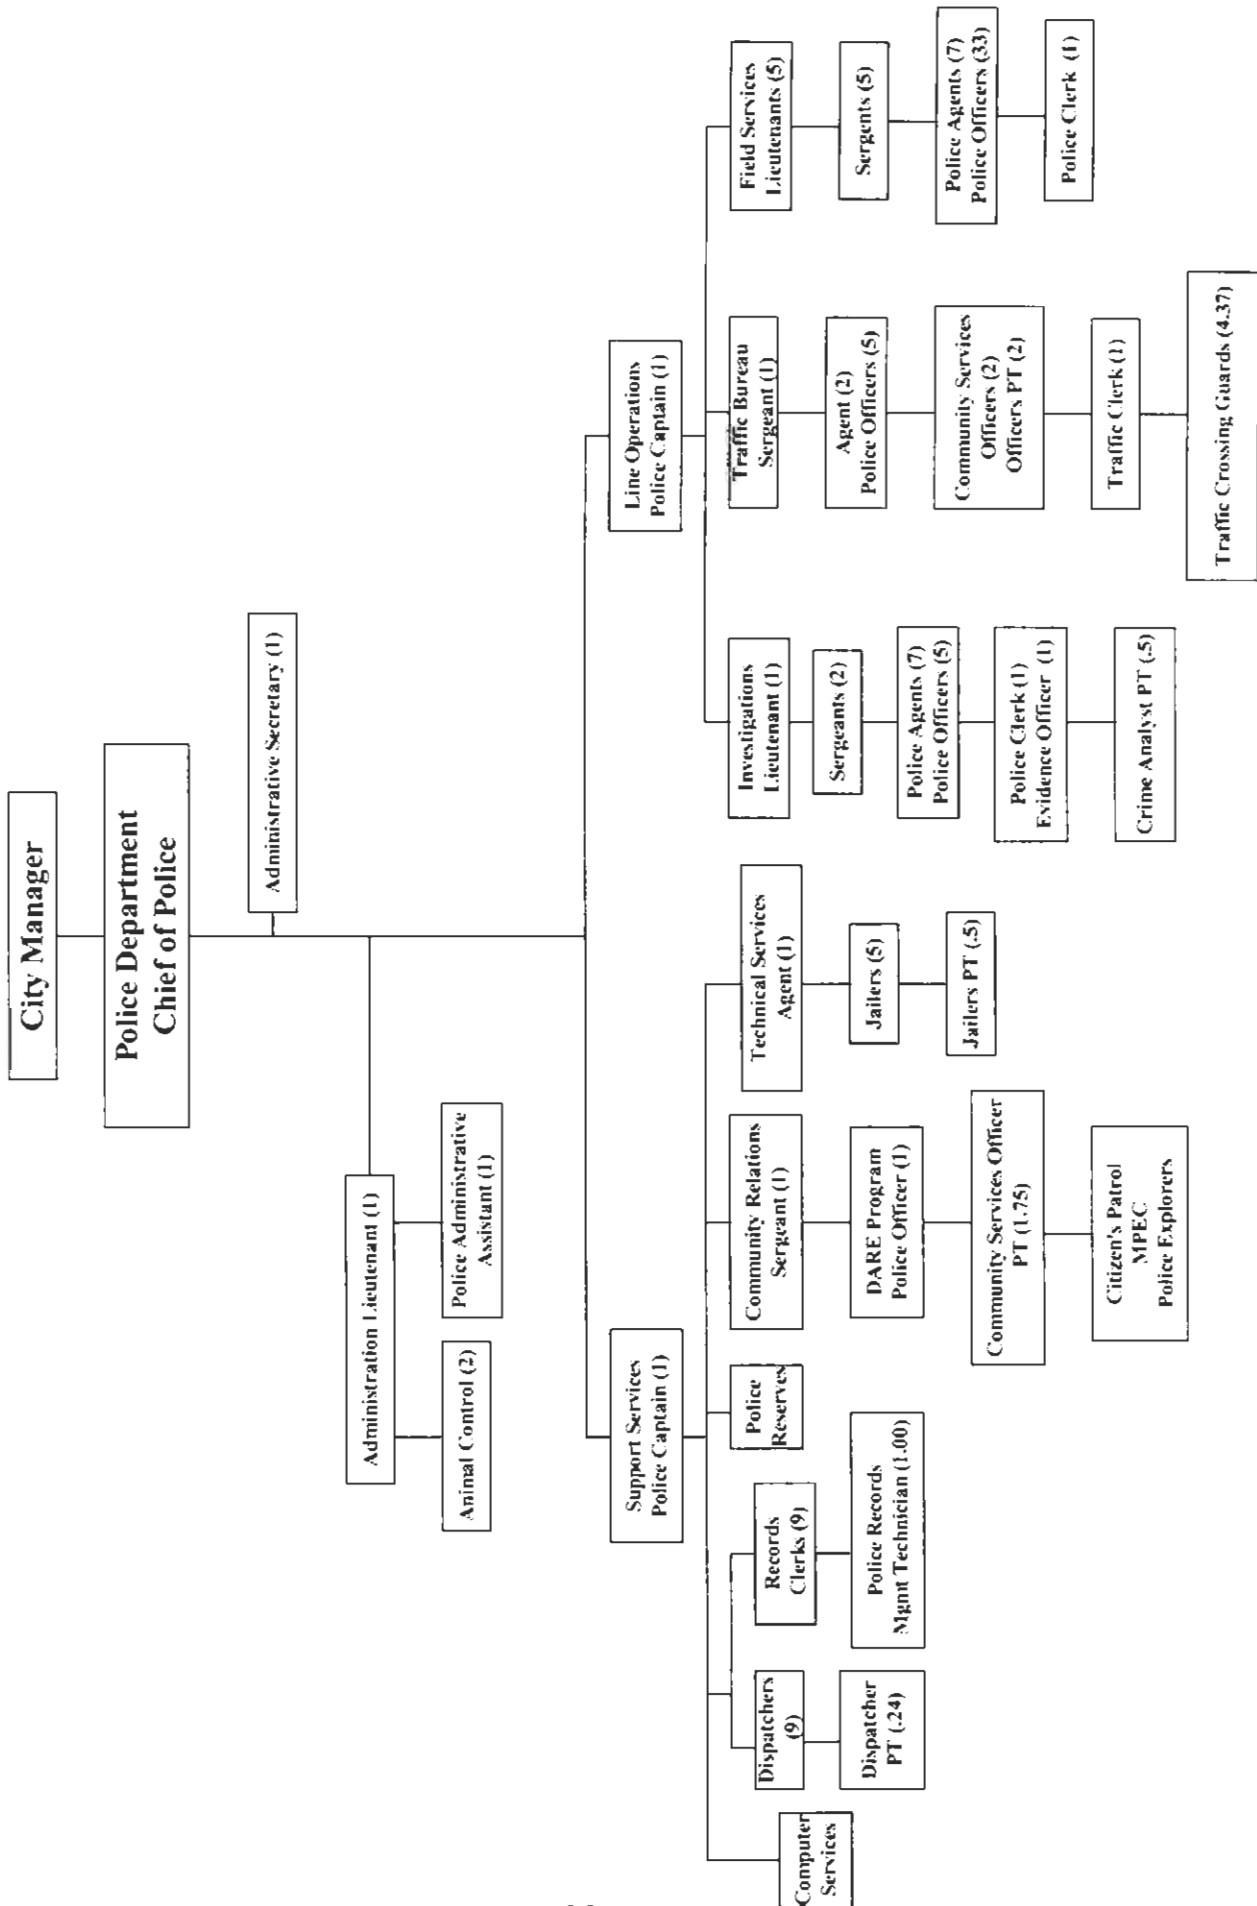 City Manager
Police Department
Chief of Police
Administrative Secretary (1)
Administration Lieutenant (1)
Animal Control (2)
Police Administrative
Assistant (1)
Support Services
Police Captain (1)
Line Operations
Police Captain (1)
Computer
Services
Dispatchers
(9)
Dispatcher
PT (.24)
Records
Clerks (9)
Police Records
Mgmt Technician (1.00)
Police
Reserves
Community Relations
Sergeant (1)
DARE Program
Police Officer (1)
Community Services Officer
PT (1.75)
Citizen's Patrol
MPEC
Police Explorers
Technical Services
Agent (1)
Jailers (5)
Jailers PT (.5)
Investigations
Lieutenant (1)
Sergeants (2)
Police Agents (7)
Police Officers (5)
Police Clerk (1)
Evidence Officer (1)
Crime Analyst PT (.5)
Traffic Bureau
Sergeant (1)
Agent (2)
Police Officers (5)
Community Services
Officers (2)
Officers PT (2)
Traffic Clerk (1)
Traffic Crossing Guards (4.37)
Field Services
Lieutenants (5)
Sergents (5)
Police Agents (7)
Police Officers (33)
Police Clerk (1)